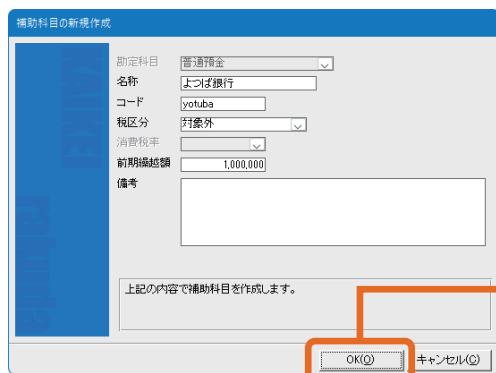 補助科目の新規作成
勘定科目 普通預金
名称 よつば銀行
コード yotuba
税区分 対象外
消費税率
前期繰越額 1,000,000
備考
上記の内容で補助科目を作成します。
OK(O) キャンセル(C)
KAIKEI
rakuda